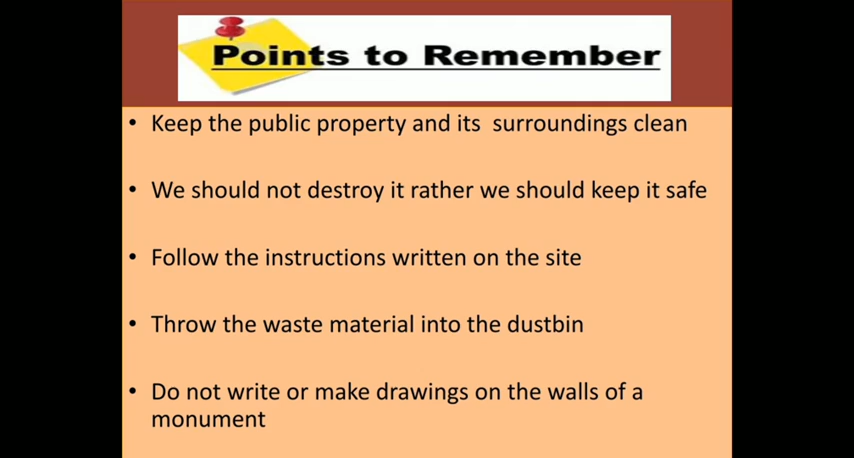 Points to Remember
• Keep the public property and its  surroundings clean
• We should not destroy it rather we should keep it safe
• Follow the instructions written on the site
• Throw the waste material into the dustbin
• Do not write or make drawings on the walls of a
monument